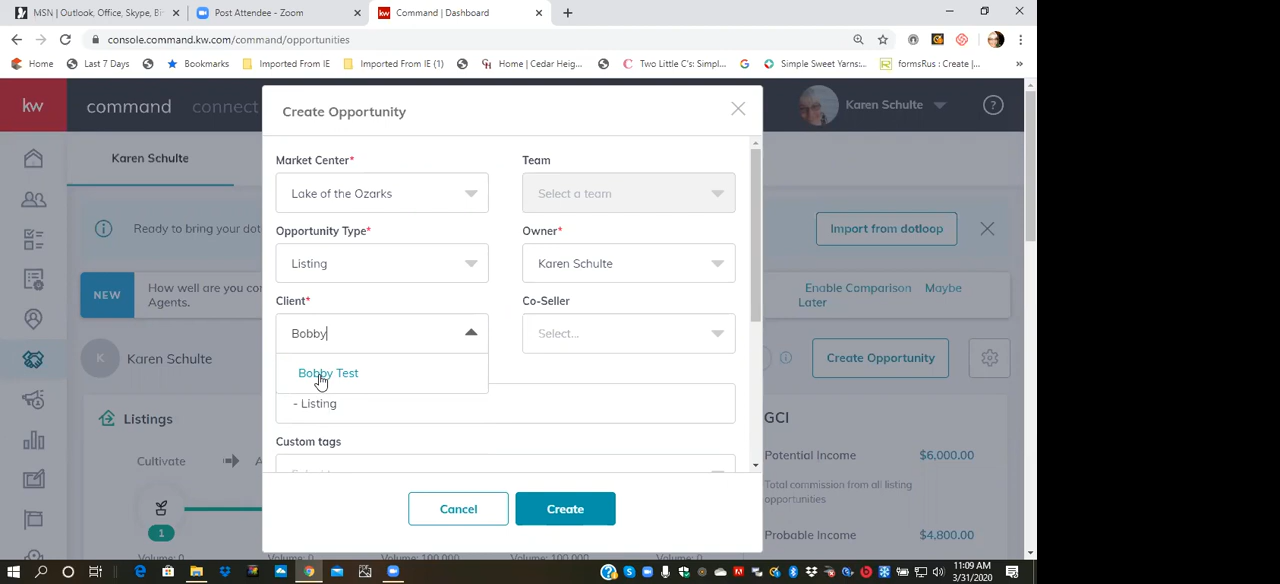 MSN | Outlook, Office, Skype, Bi
Post Attendee - Zoom
kw Command | Dashboard
console.command.kw.com/command/opportunities
Home Last 7 Days Bookmarks Imported From IE Imported From IE (1) Home | Cedar Heig... Two Little C's: Simpl... Simple Sweet Yarns:... formsRus : Create |... »
kw command connect Karen Schulte ?
Create Opportunity
Karen Schulte
Market Center*
Team
Lake of the Ozarks
Select a team
Ready to bring your dot
Import from dotloop
Opportunity Type*
Owner*
Listing
Karen Schulte
NEW
How well are you co
Agents.
Enable Comparison Maybe
Later
Client*
Co-Seller
Bobby
Select...
K Karen Schulte
Create Opportunity
Bobby Test
- Listing
Listings
GCI
Custom tags
Cultivate
A
Potential Income $6,000.00
Total commission from all listing
opportunities
Cancel
Create
Probable Income $4,800.00
1
11:09 AM
3/31/2020